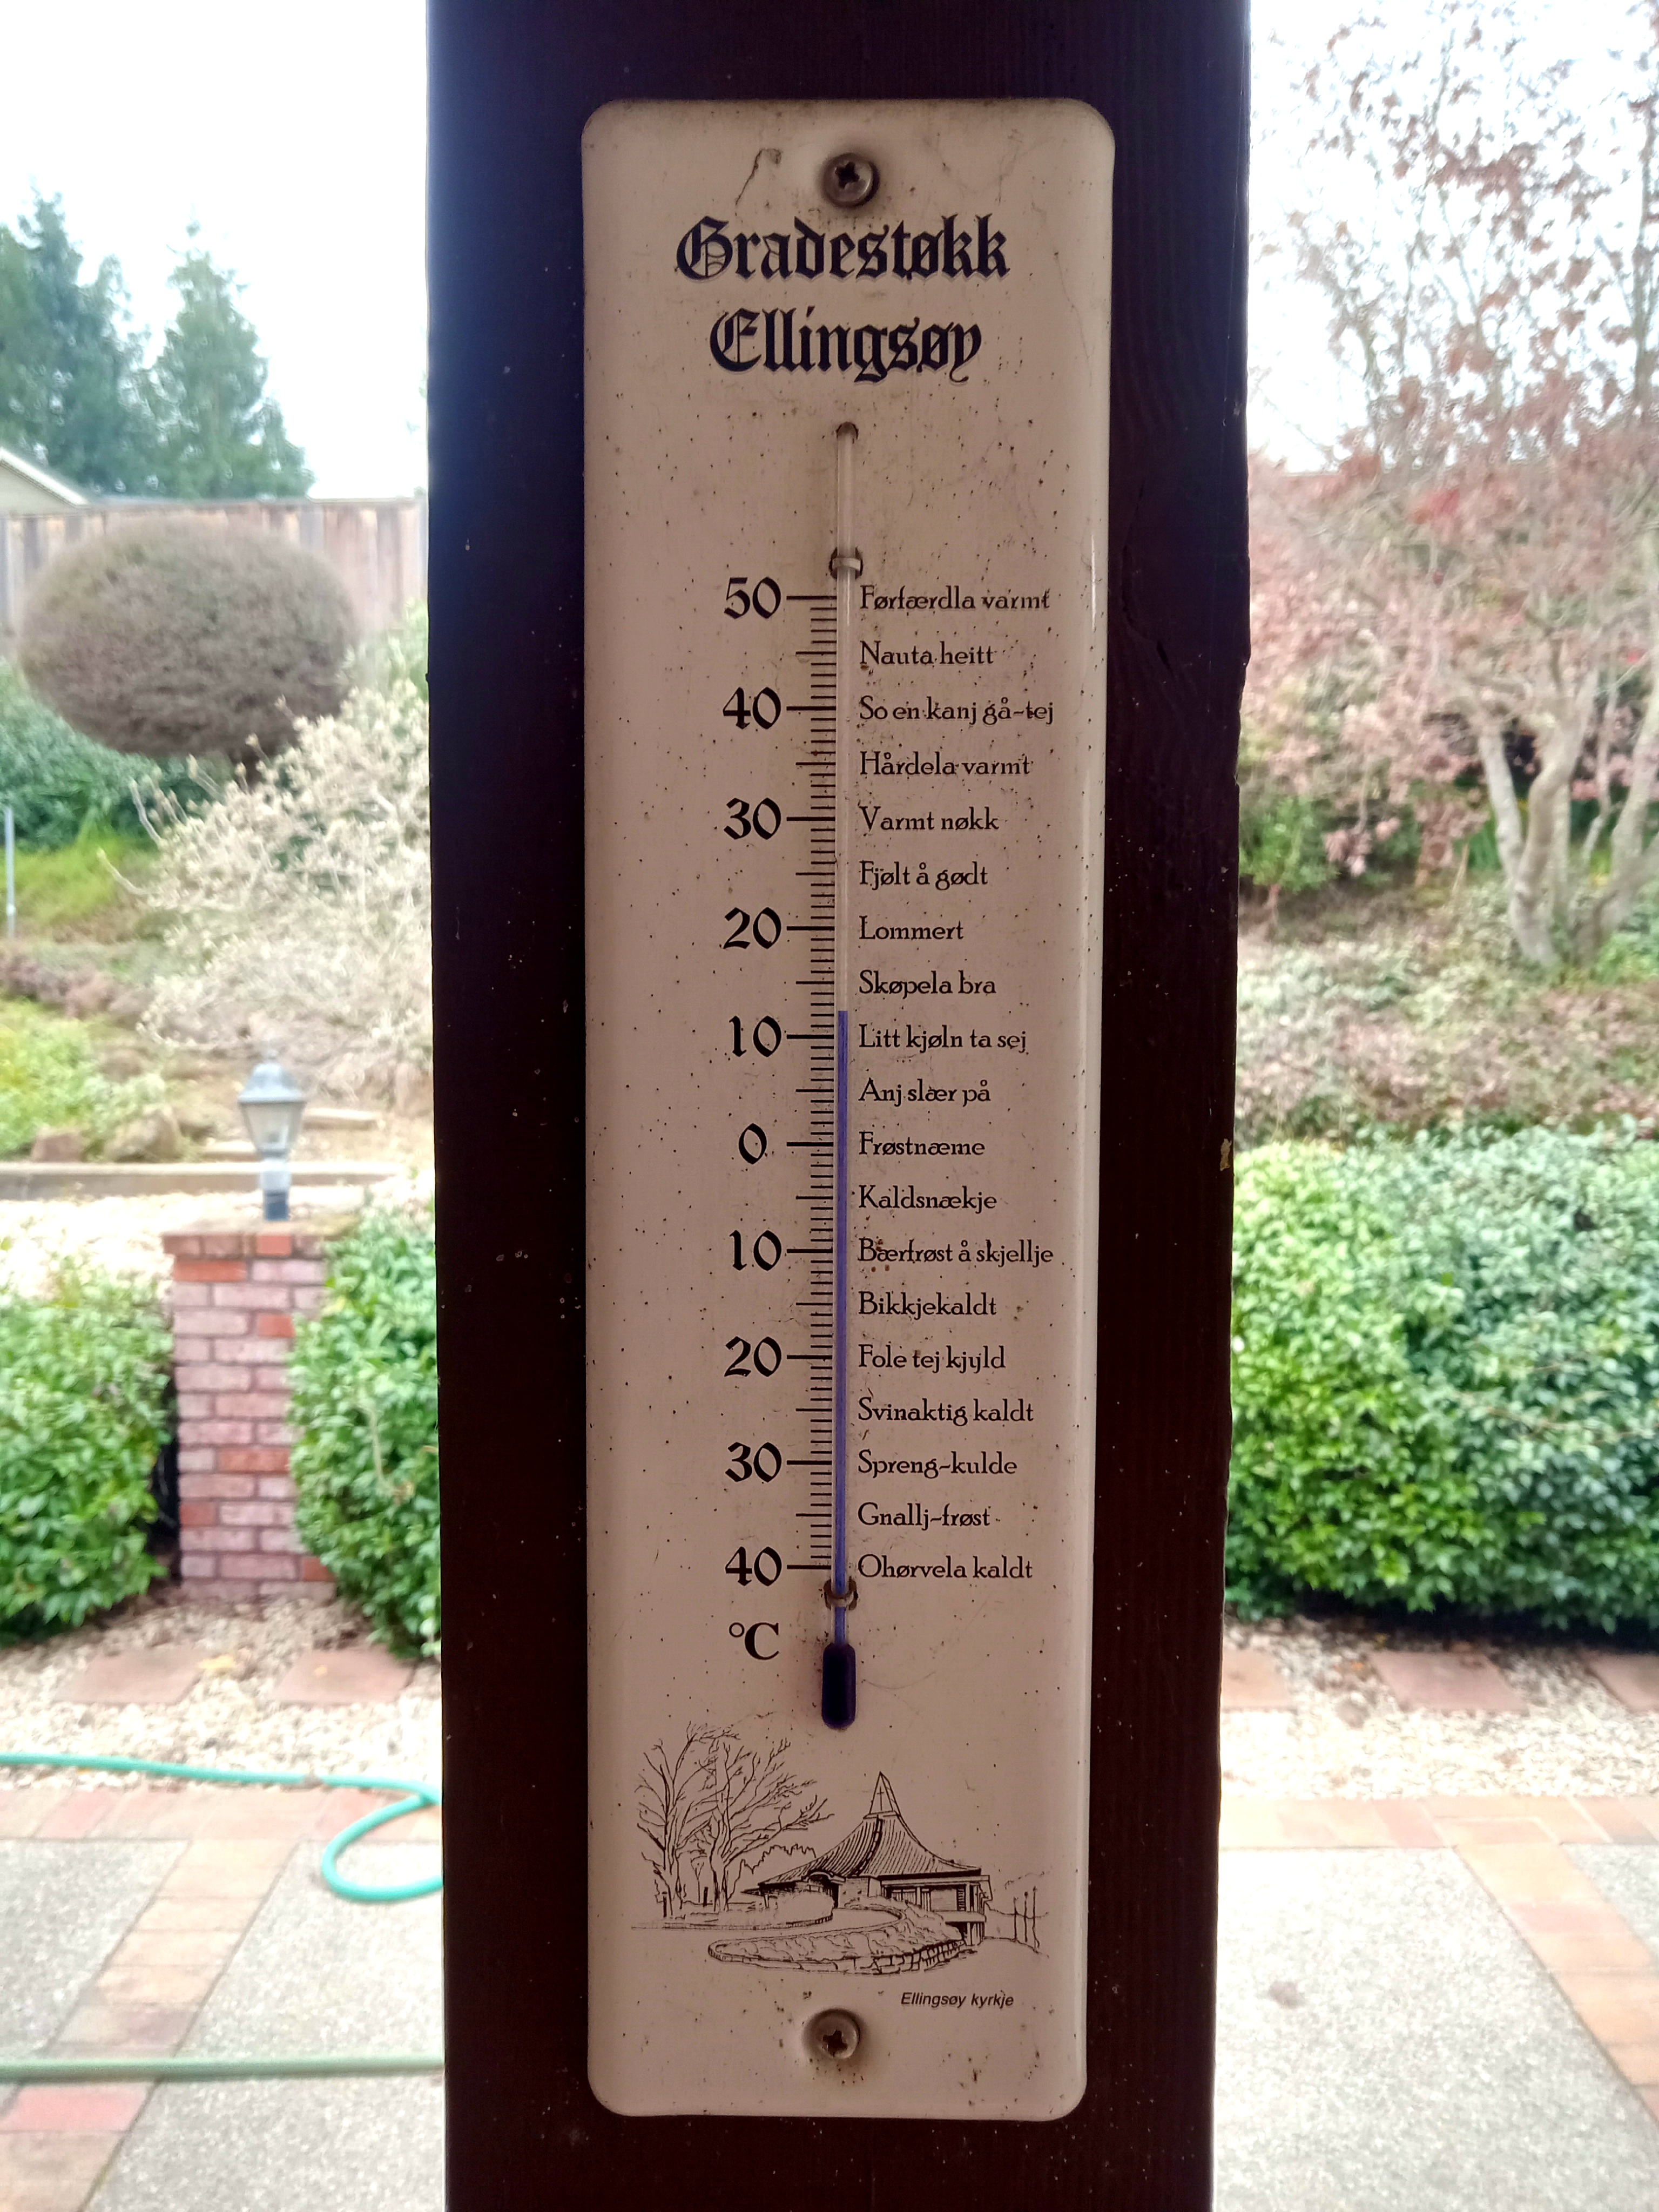 Gradestøkk
Ellingsøy
50 Førfærdla varmt
Nauta heitt
40 So en kanj gå-tej
Hårdela varmt
30 Varmt nøkk
Fjølt å gødt
20 Lommert
Skøpela bra
10 Litt kjøln ta sej
Anj slær på
0 Frøstnæme
Kaldsnækje
10 Bærfrøst å skjellje
Bikkjekaldt
20 Fole tej kjyld
Svinaktig kaldt
30 Spreng-kulde
Gnallj-frøst
40 Ohørvela kaldt
°C
Ellingsøy kyrkje